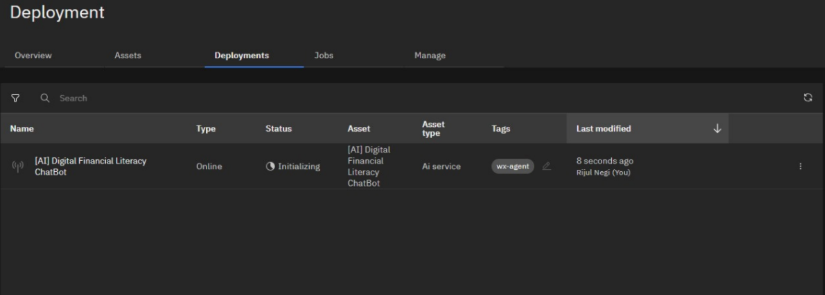 Deployment
Overview
Assets
Deployments
Jobs
Manage
Search
Name
Type
Status
Asset
Asset
type
Tags
Last modified
[AI] Digital Financial Literacy
ChatBot
Online
Initializing
[AI] Digital
Financial
Literacy
ChatBot
Ai service
wx-agent
8 seconds ago
Rijul Negi (You)